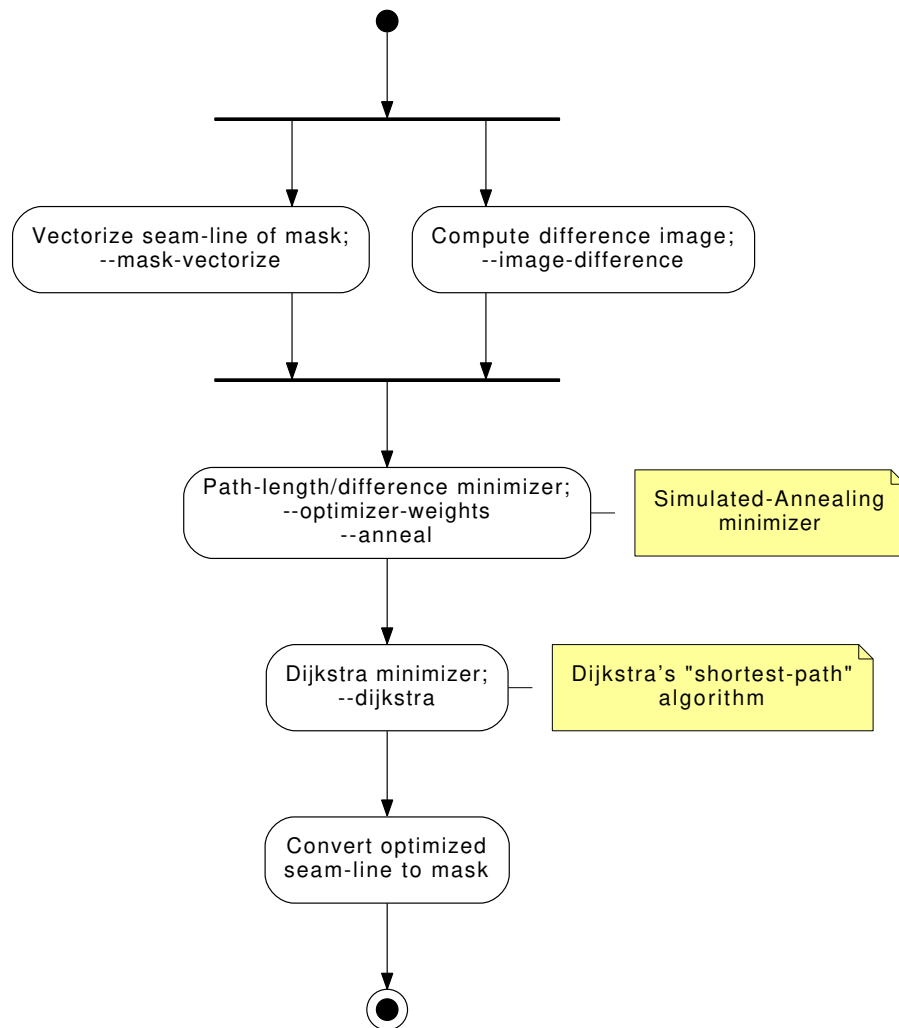 Vectorize seam-line of mask;
--mask-vectorize
Compute difference image;
--image-difference
Path-length/difference minimizer;
--optimizer-weights
--anneal
Simulated-Annealing
minimizer
Dijkstra minimizer;
--dijkstra
Dijkstra's "shortest-path"
algorithm
Convert optimized
seam-line to mask